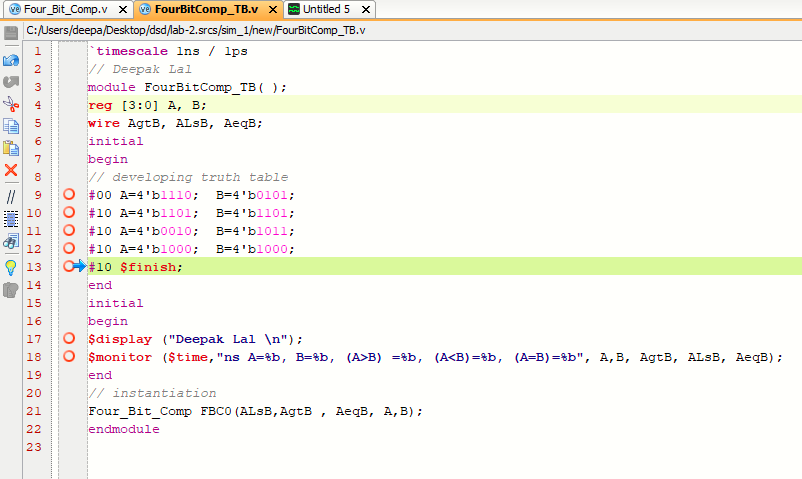 Four_Bit_Comp.v
FourBitComp_TB.v
Untitled 5
C:/Users/deepa/Desktop/dsd/lab-2.srcs/sim_1/new/FourBitComp_TB.v
1 `timescale 1ns / 1ps
2 // Deepak Lal
3 module FourBitComp_TB( );
4 reg [3:0] A, B;
5 wire AgtB, ALsB, AeqB;
6 initial
7 begin
8 // developing truth table
9 #00 A=4'b1110;  B=4'b0101;
10 #10 A=4'b1101;  B=4'b1101;
11 #10 A=4'b0010;  B=4'b1011;
12 #10 A=4'b1000;  B=4'b1000;
13 #10 $finish;
14 end
15 initial
16 begin
17 $display ("Deepak Lal \n");
18 $monitor ($time,"ns A=%b, B=%b, (A>B) =%b, (A<B)=%b, (A=B)=%b", A,B, AgtB, ALsB, AeqB);
19 end
20 // instantiation
21 Four_Bit_Comp FBC0(ALsB,AgtB , AeqB, A,B);
22 endmodule
23